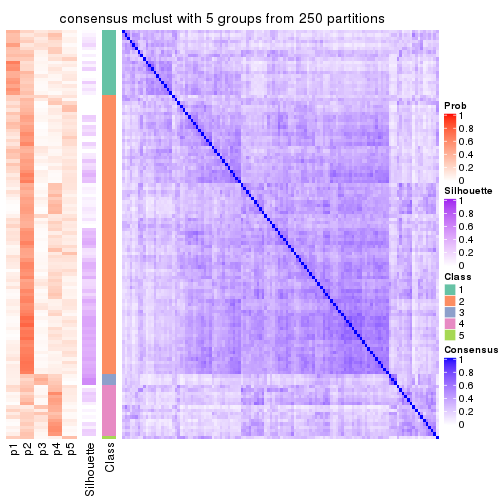 consensus mclust with 5 groups from 250 partitions
Prob
1
0.8
0.6
0.4
0.2
0
Silhouette
1
0.8
0.6
0.4
0.2
0
Class
1
2
3
4
5
Consensus
1
0.8
0.6
0.4
0.2
0
p1
p2
p3
p4
p5
Silhouette
Class